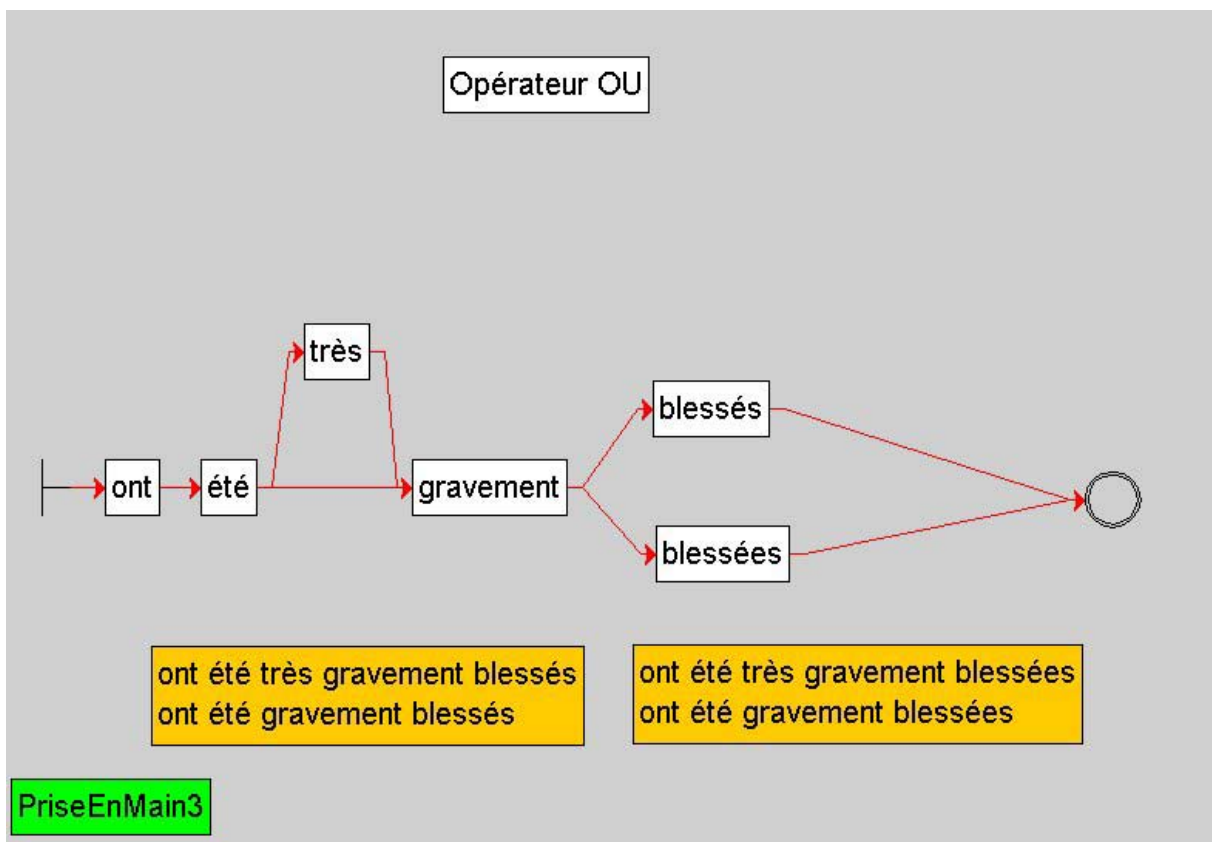 Opérateur OU
très
blessés
ont été gravement
blessées
ont été très gravement blessés
ont été gravement blessés
ont été très gravement blessées
ont été gravement blessées
PriseEnMain3